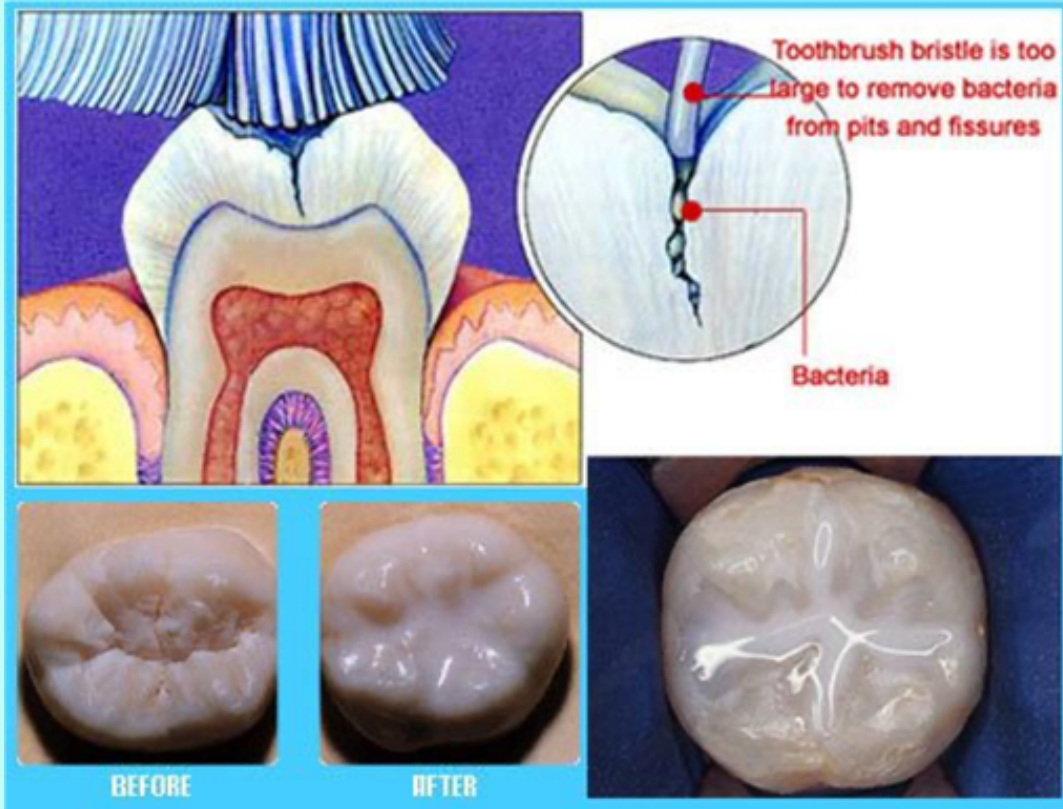 Toothbrush bristle is too
large to remove bacteria
from pits and fissures
Bacteria
BEFORE
AFTER